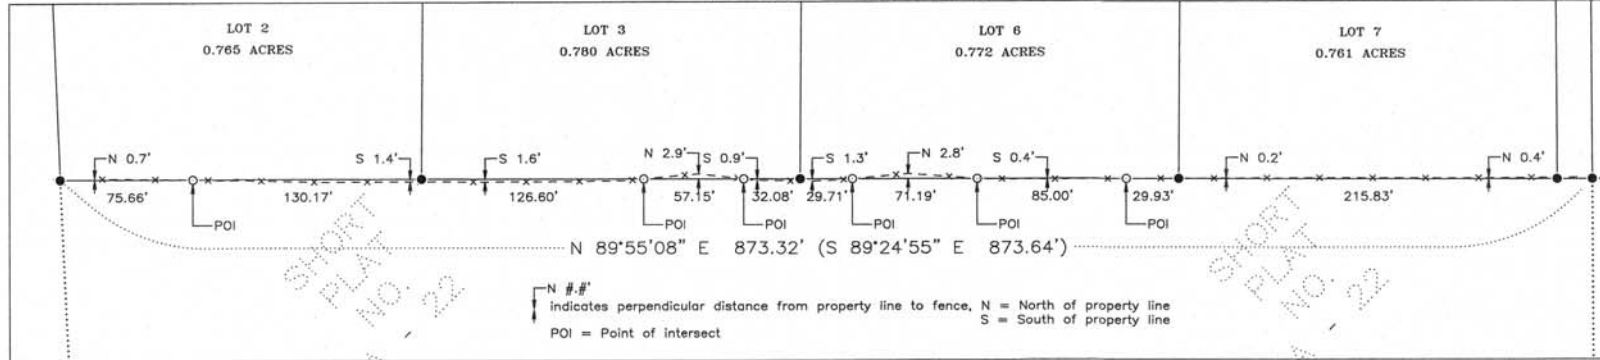 LOT 2
0.765 ACRES
LOT 3
0.780 ACRES
LOT 6
0.772 ACRES
LOT 7
0.761 ACRES
N 0.7'
S 1.4'
S 1.6'
N 2.9'
S 0.9'
S 1.3'
N 2.8'
S 0.4'
N 0.2'
N 0.4'
75.66'
130.17'
126.60'
57.15'
32.08'
29.71'
71.19'
85.00'
29.93'
215.83'
POI
POI
POI
POI
POI
POI
N 89°55'08" E 873.32' (S 89°24'55" E 873.64')
SHORT
PLAT
NO.
22
SHORT
PLAT
NO.
22
N #.#'
indicates perpendicular distance from property line to fence, N = North of property line
S = South of property line
POI = Point of intersect